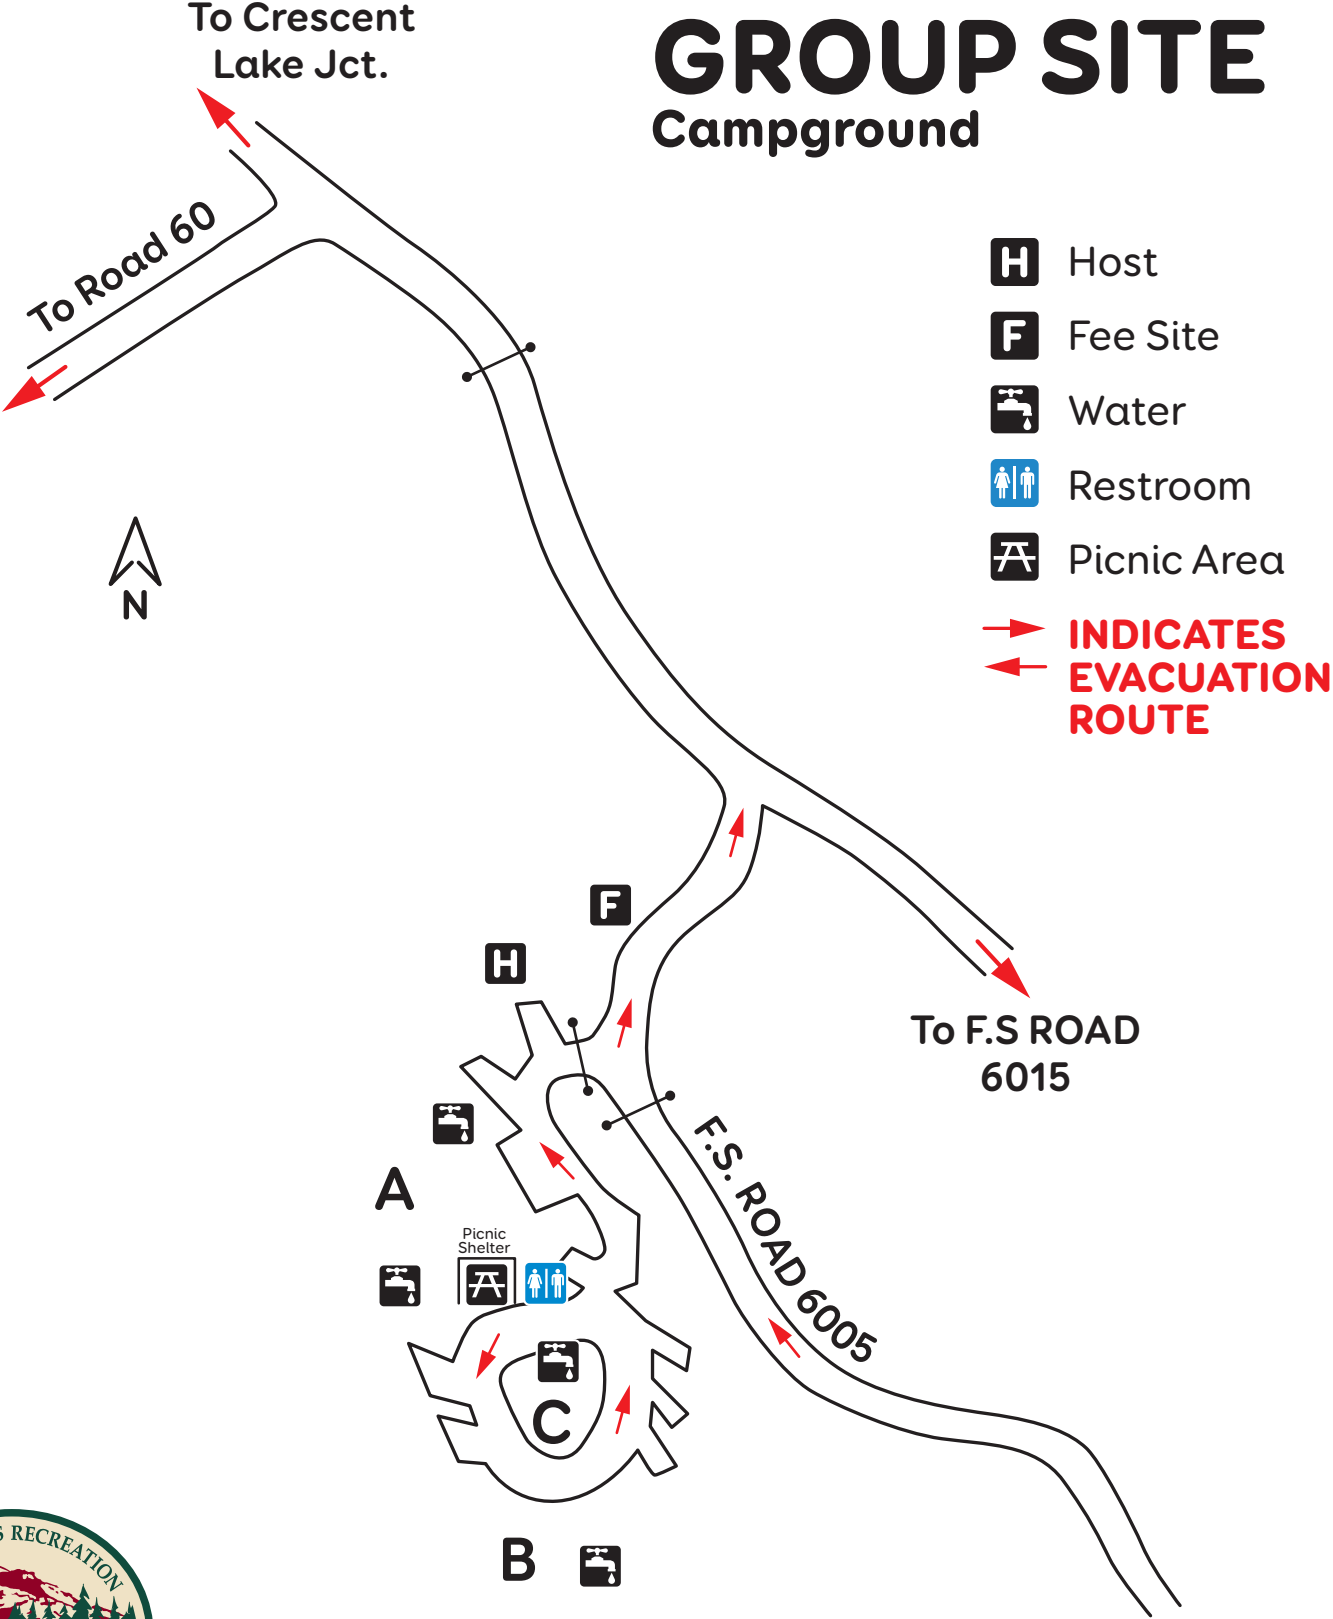 To Crescent
Lake Jct.
GROUP SITE
Campground
To Road 60
H Host
F Fee Site
Water
Restroom
Picnic Area
INDICATES
EVACUATION
ROUTE
N
F
H
To F.S ROAD
6015
F.S. ROAD 6005
A
Picnic
Shelter
C
B
RECREATION